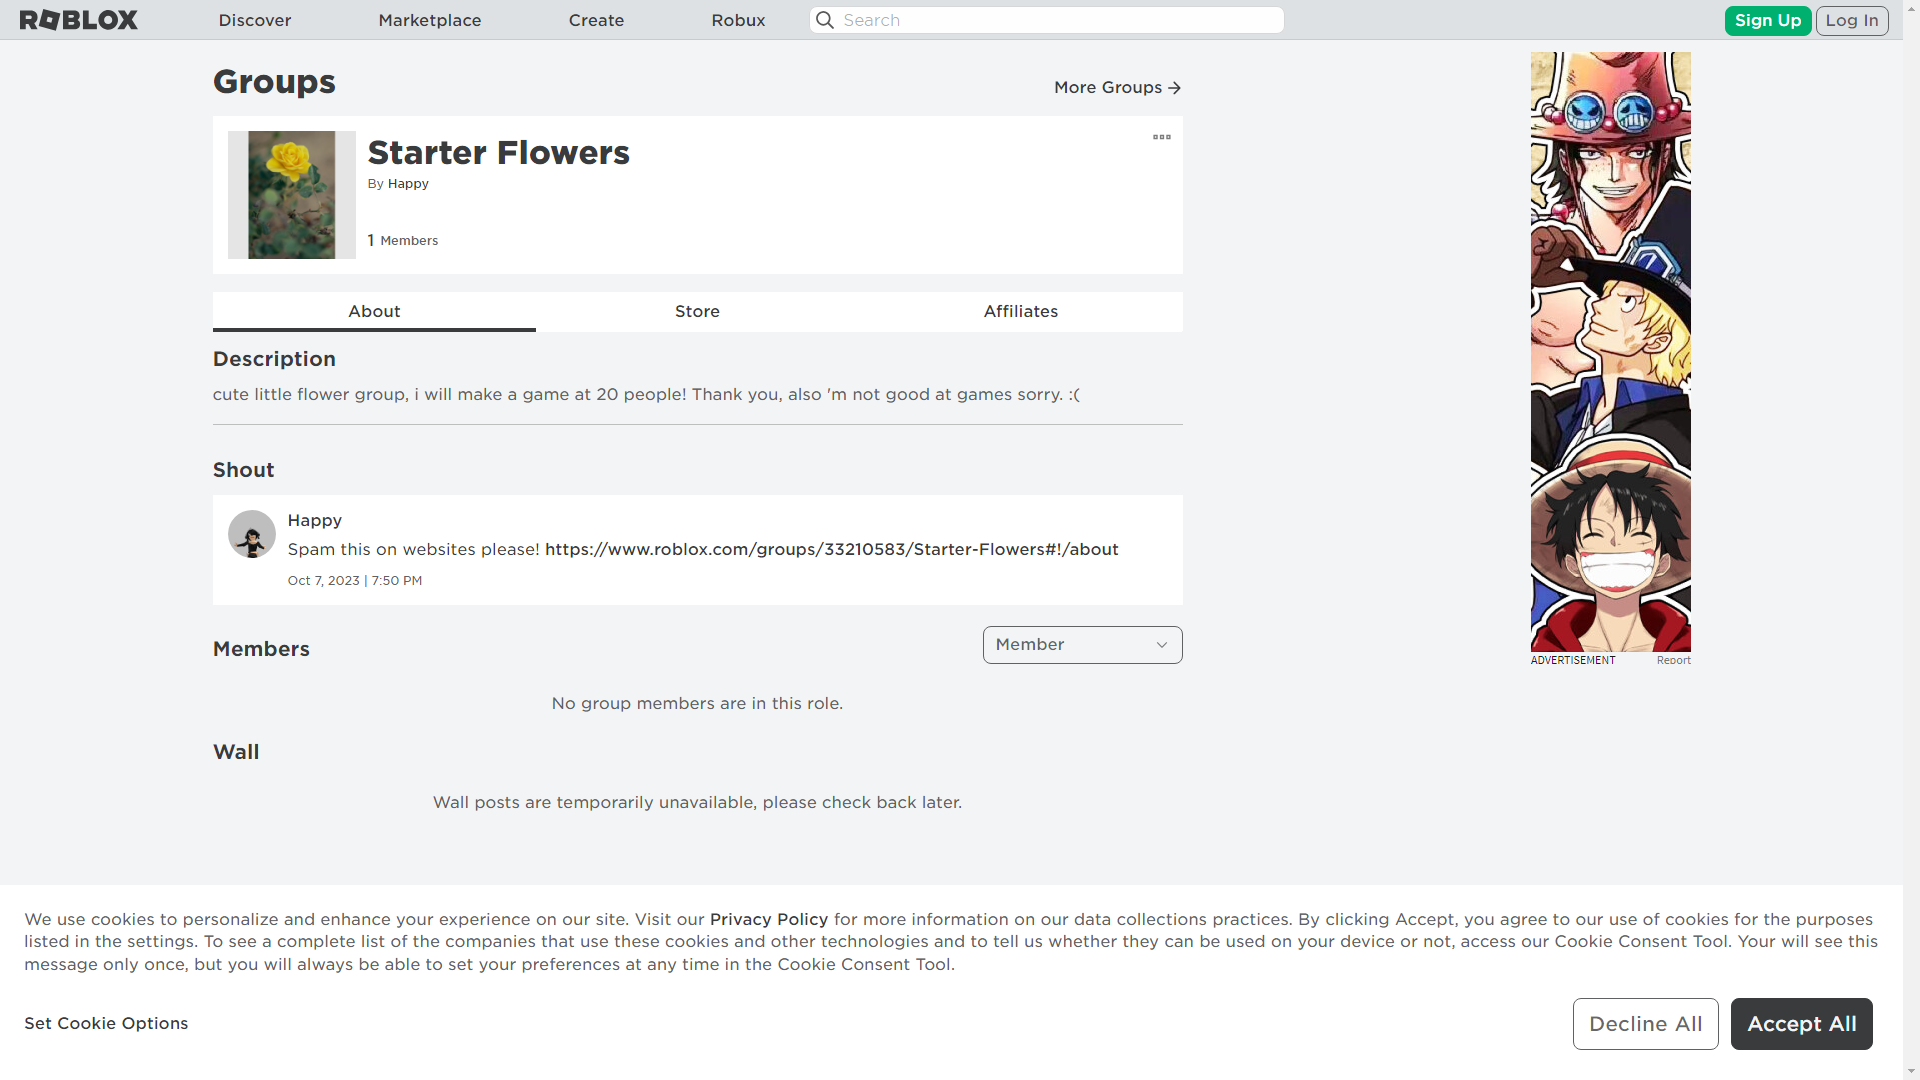 ROBLOX
Discover
Marketplace
Create
Robux
Search
Sign Up
Log In
Groups
More Groups
Starter Flowers
By Happy
1 Members
About
Store
Affiliates
Description
cute little flower group, i will make a game at 20 people! Thank you, also 'm not good at games sorry. :(
Shout
Happy
Spam this on websites please! https://www.roblox.com/groups/33210583/Starter-Flowers#!/about
Oct 7, 2023 | 7:50 PM
Members
Member
No group members are in this role.
Wall
Wall posts are temporarily unavailable, please check back later.
ADVERTISEMENT
Report
We use cookies to personalize and enhance your experience on our site. Visit our Privacy Policy for more information on our data collections practices. By clicking Accept, you agree to our use of cookies for the purposes
listed in the settings. To see a complete list of the companies that use these cookies and other technologies and to tell us whether they can be used on your device or not, access our Cookie Consent Tool. Your will see this
message only once, but you will always be able to set your preferences at any time in the Cookie Consent Tool.
Set Cookie Options
Decline All
Accept All